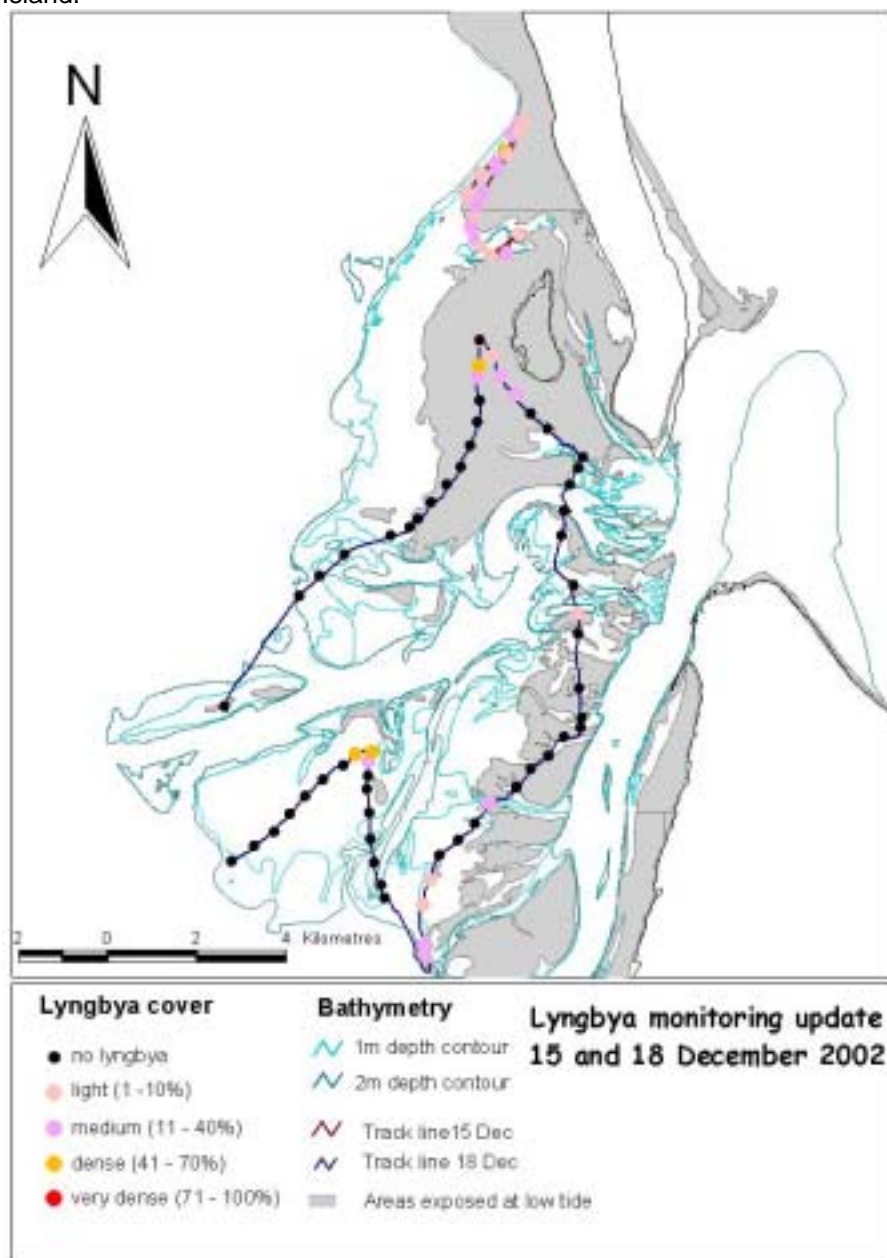 Island.
N
2 0 2 4 Kilometres
Lyngbya cover
no lyngbya
light (1 -10%)
medium (11 - 40%)
dense (41 - 70%)
very dense (71 - 100%)
Bathymetry
1m depth contour
2m depth contour
Track line15 Dec
Track line 18 Dec
Areas exposed at low tide
Lyngbya monitoring update
15 and 18 December 2002